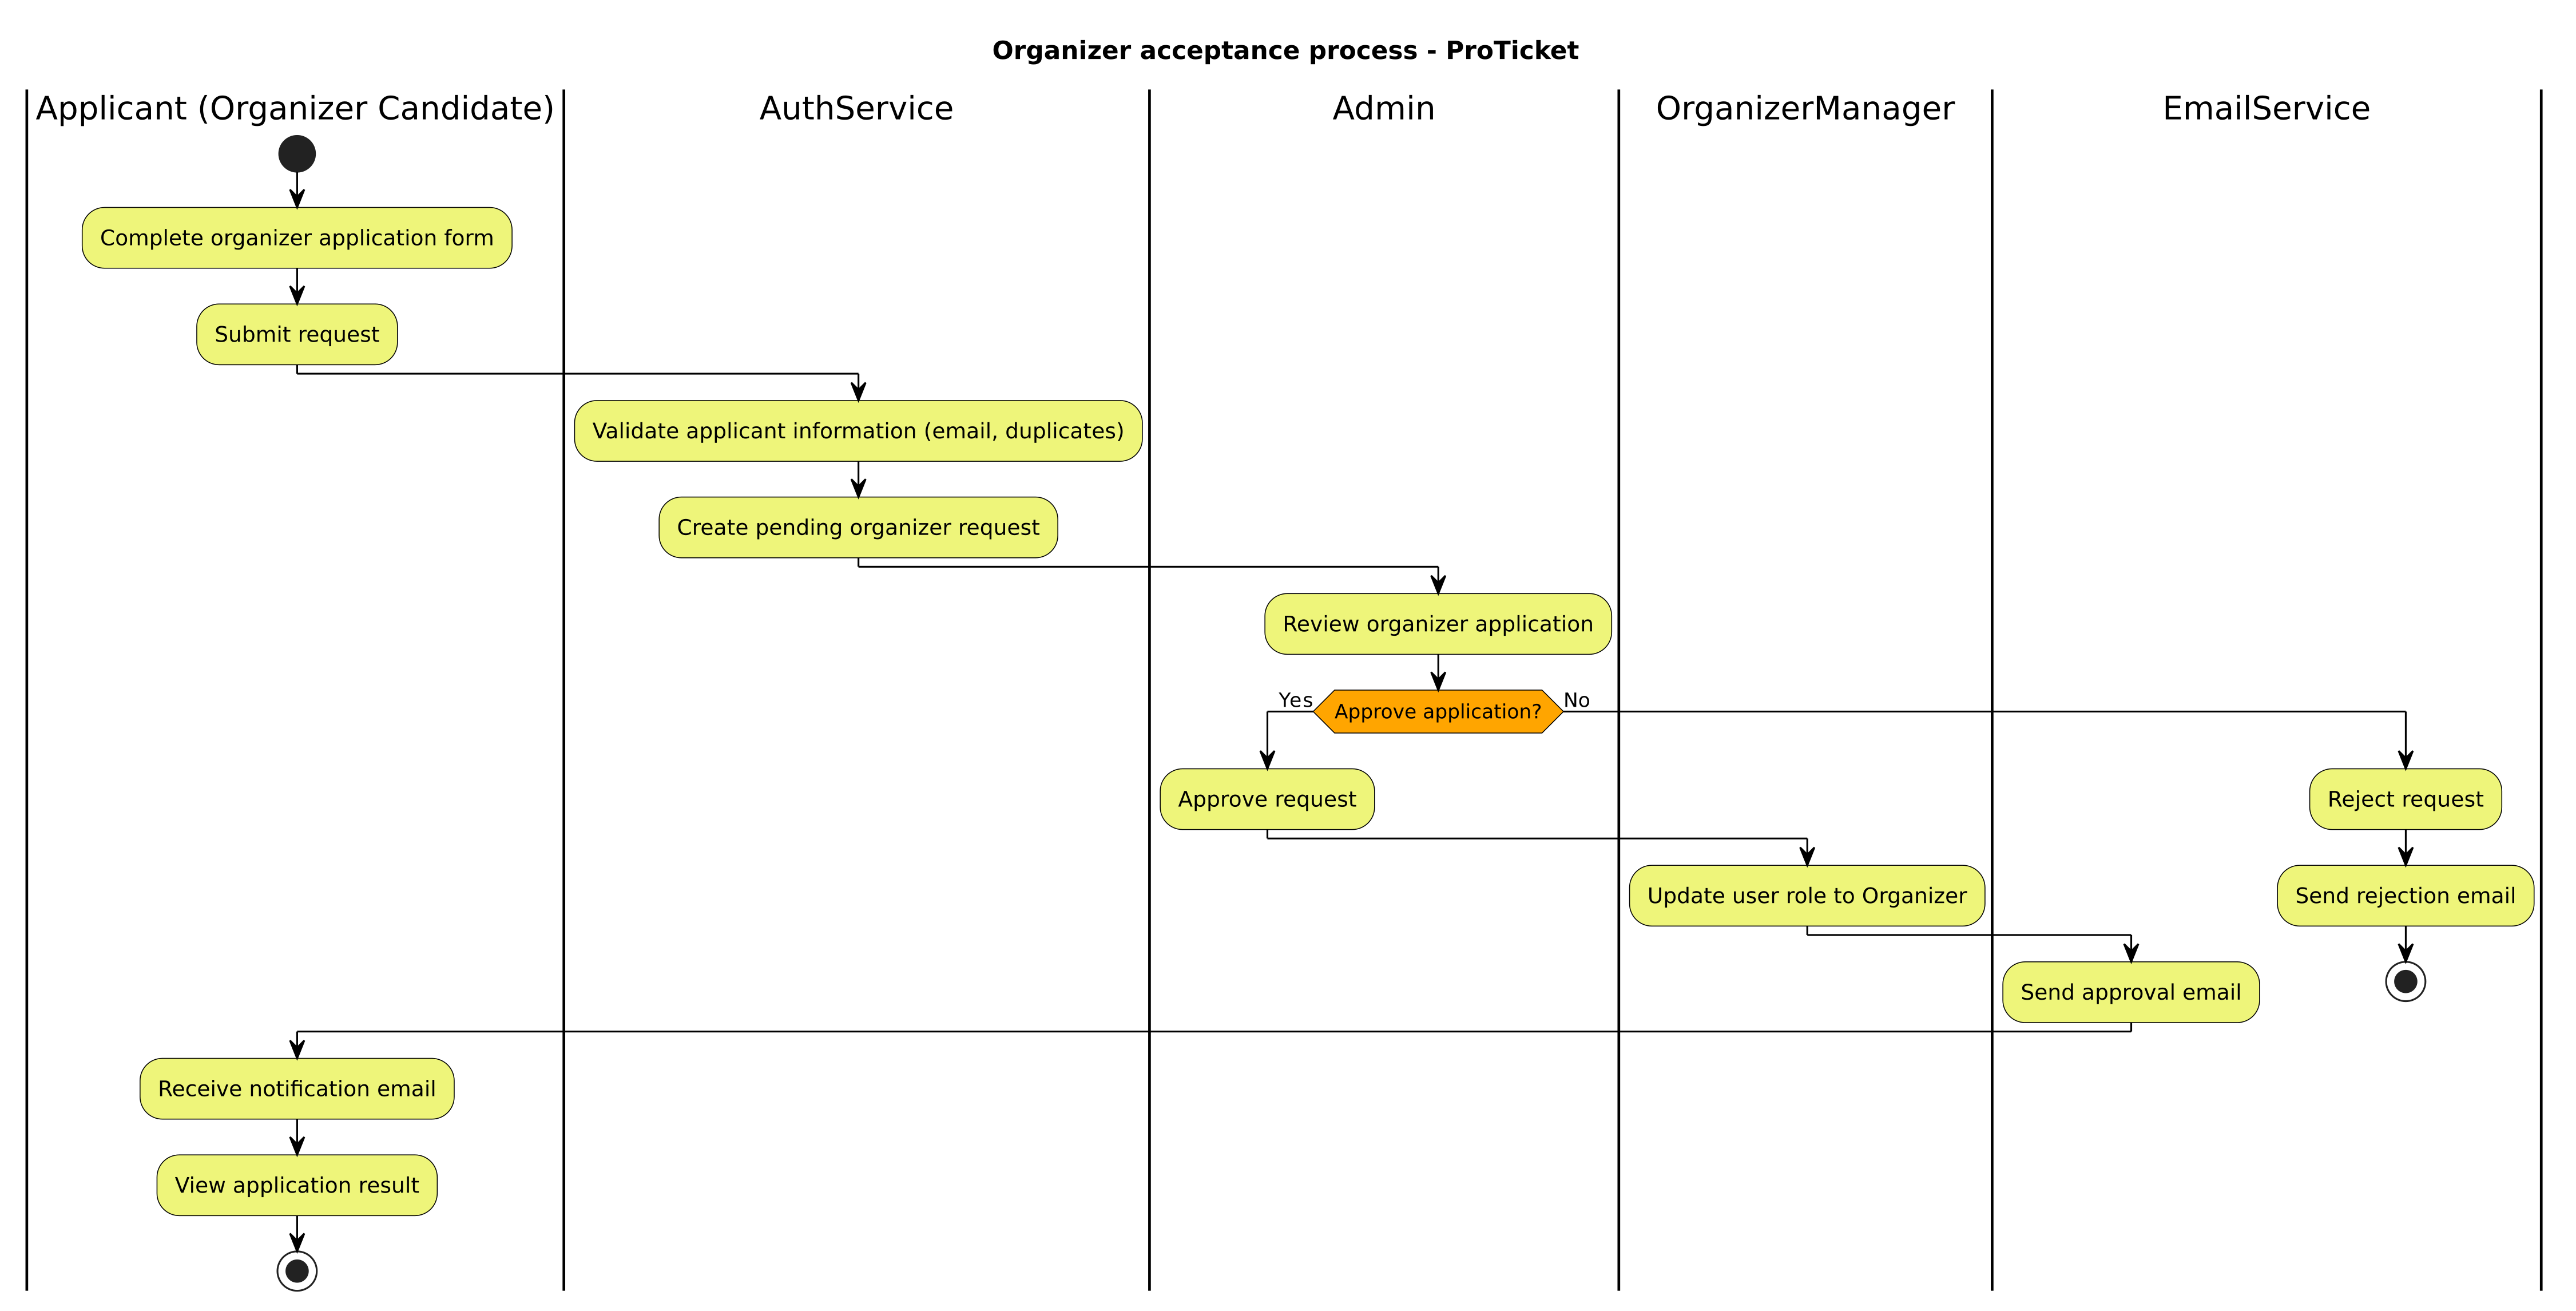 Organizer acceptance process - ProTicket
Applicant (Organizer Candidate)
AuthService
Admin
OrganizerManager
EmailService
Complete organizer application form
Submit request
Validate applicant information (email, duplicates)
Create pending organizer request
Review organizer application
Yes
Approve application?
No
Approve request
Reject request
Update user role to Organizer
Send rejection email
Send approval email
Receive notification email
View application result